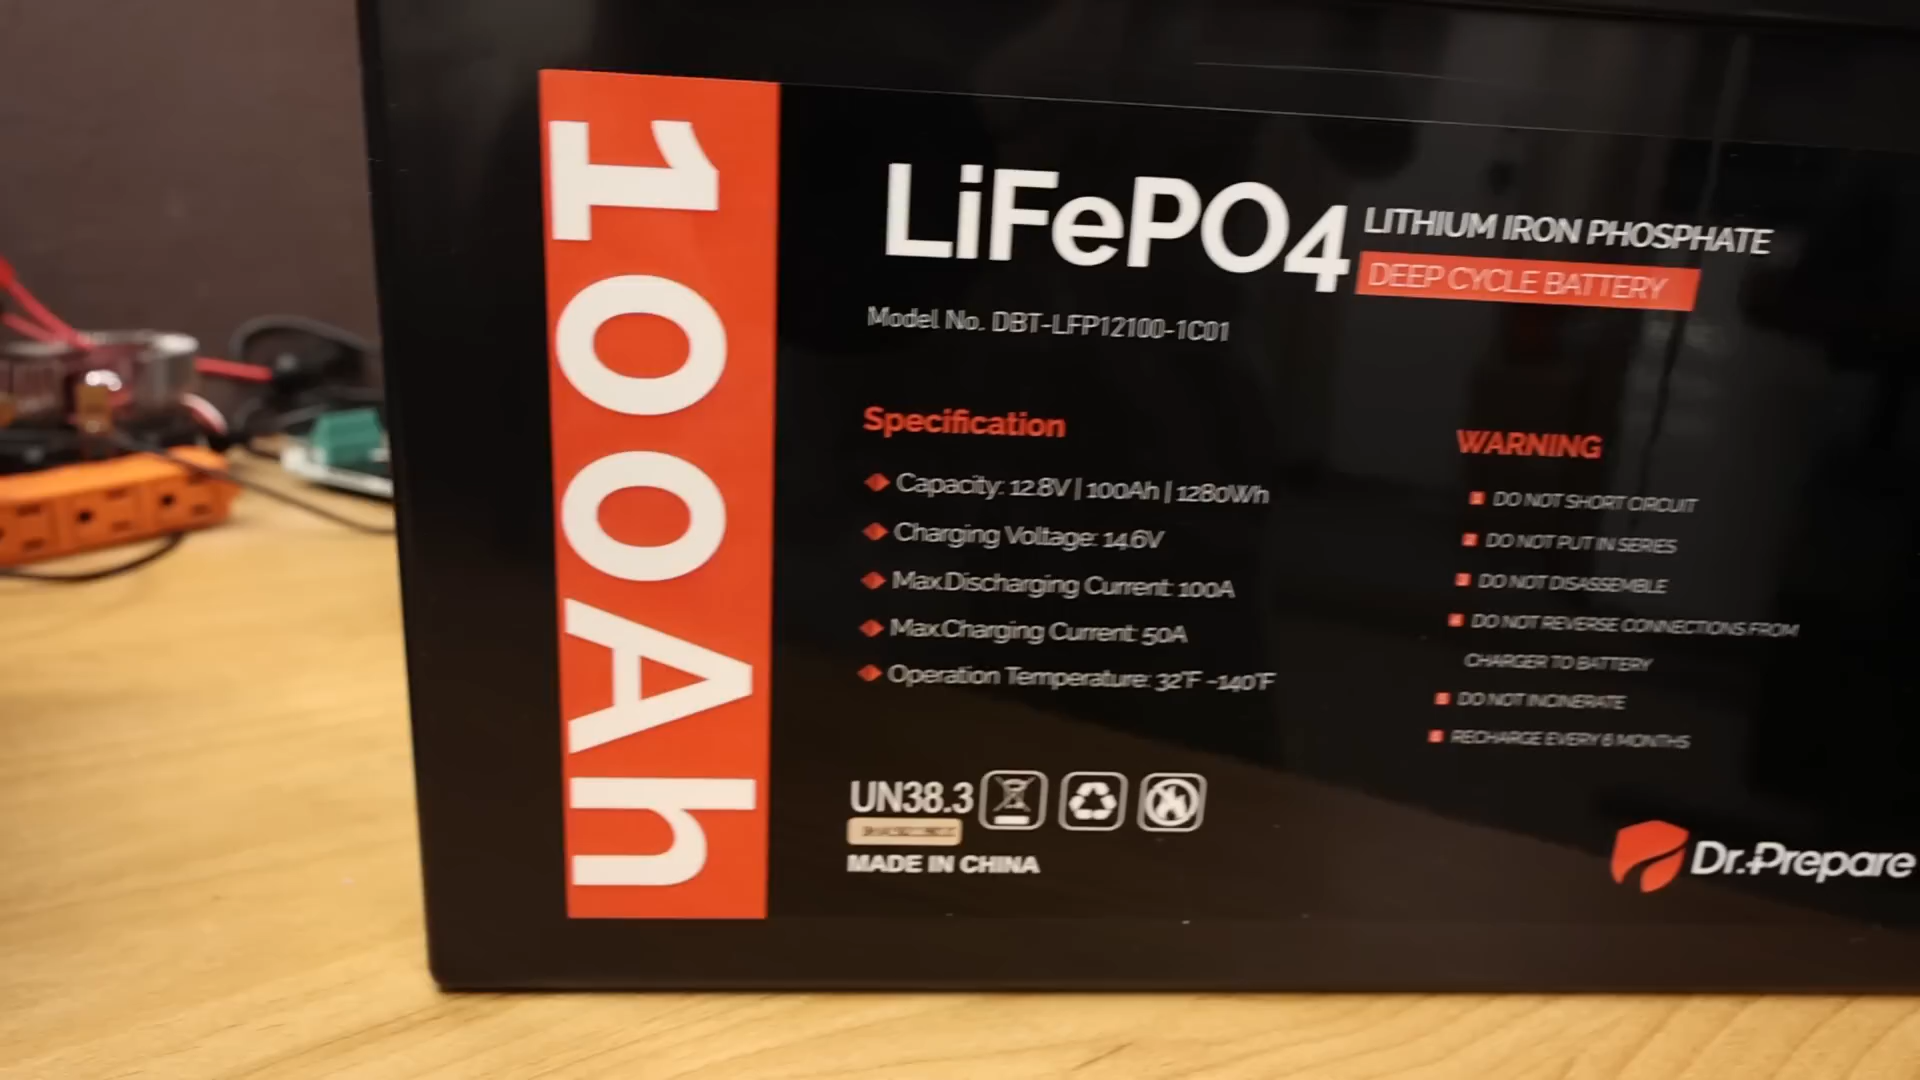 100Ah
LiFePO4
LITHIUM IRON PHOSPHATE
DEEP CYCLE BATTERY
Model No. DBT-LFP12100-1C01
Specification
Capacity: 12.8V | 100Ah | 1280Wh
Charging Voltage: 14.6V
Max.Discharging Current: 100A
Max.Charging Current: 50A
Operation Temperature: 32°F -140°F
WARNING
DO NOT SHORT CIRCUIT
DO NOT PUT IN SERIES
DO NOT DISASSEMBLE
DO NOT REVERSE CONNECTIONS FROM
CHARGER TO BATTERY
DO NOT INCINERATE
RECHARGE EVERY 6 MONTHS
UN38.3
MADE IN CHINA
Dr.Prepare